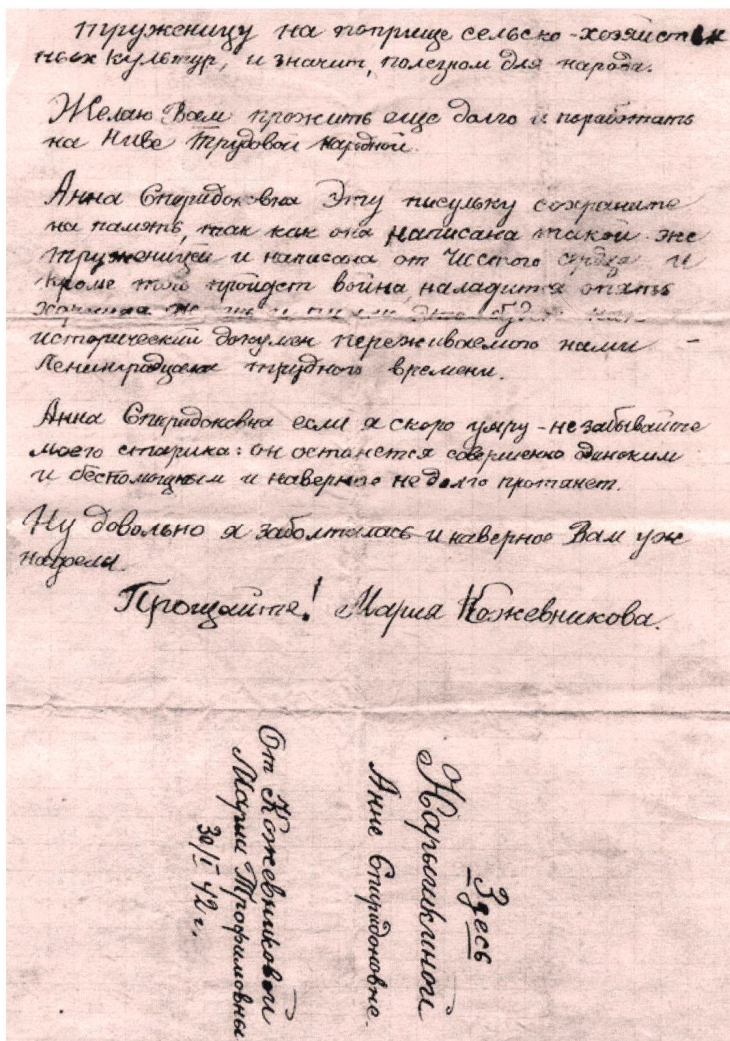 труженицу на поприще сельско-хозяйствен
ных культур, и значит, полезном для народа.
Желаю Вам прожить еще долго и поработать
на Ниве трудовой народной.
Анна Спиридоновна Эту писульку сохраните
на память, так как она написана такой же
труженицей и написана от чистого сердца и
кроме того пройдет война, наладится опять
хорошая
исторический докумен переживаемого нами -
Ленинградцами трудного времени.
Анна Спиридоновна если я скоро умру - не забывайте
моего старика: он останется совершенно одиноким
и беспомощным и наверное не долго протянет.
Ну довольно я заболталась и наверное Вам уж
надоела.
Прощайте! Мария Кожевникова.
Здесь
Нарышкиной
Анне Спиридоновне.
От Кожевниковой
Марии Трофимовны
30/I 42 г.